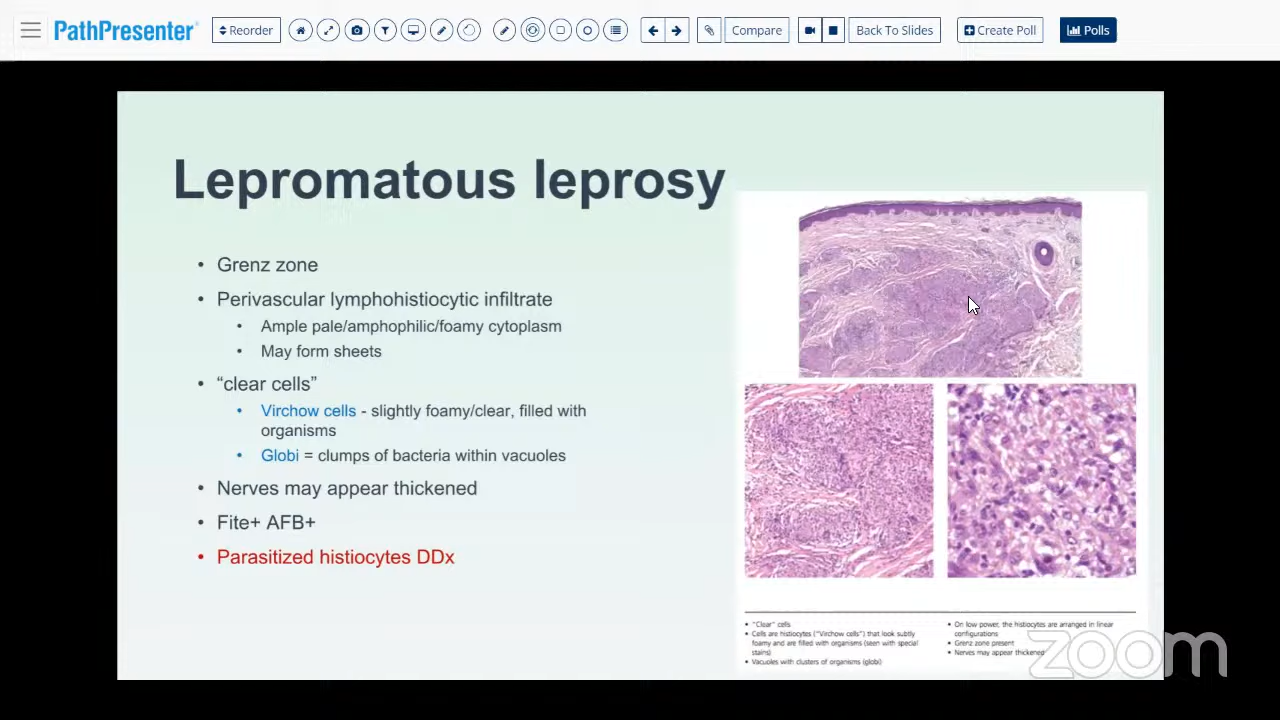 PathPresenter
Reorder
Compare
Back To Slides
Create Poll
Polls
Lepromatous leprosy
• Grenz zone
• Perivascular lymphohistiocytic infiltrate
• Ample pale/amphophilic/foamy cytoplasm
• May form sheets
• “clear cells”
• Virchow cells - slightly foamy/clear, filled with
organisms
• Globi = clumps of bacteria within vacuoles
• Nerves may appear thickened
• Fite+ AFB+
• Parasitized histiocytes DDx
• "Clear" cells
• Cells are histiocytes ("Virchow cells") that look subtly
foamy and are filled with organisms (seen with special
stains)
• Vacuoles with clusters of organisms (globi)
• On low power, the histiocytes are arranged in linear
configurations
• Grenz zone present
• Nerves may appear thickened
zoom